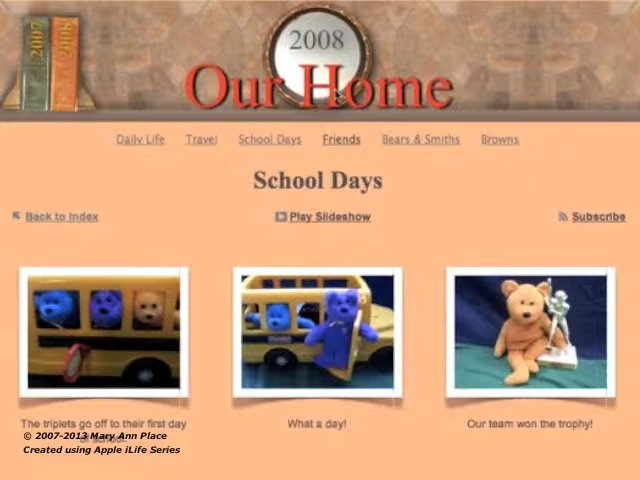 2007
2008
2008
Our Home
Daily Life Travel School Days Friends Bears & Smiths Browns
School Days
Back to Index Play Slideshow Subscribe
The triplets go off to their first day What a day! Our team won the trophy!
of school!
© 2007-2013 Mary Ann Place
Created using Apple iLife Series